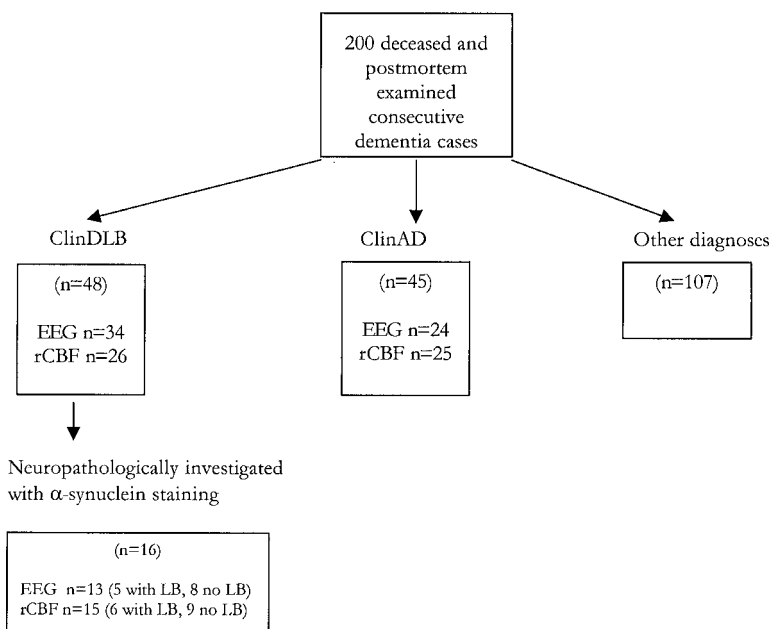 200 deceased and
postmortem
examined
consecutive
dementia cases
ClinDLB
(n=48)
EEG n=34
rCBF n=26
ClinAD
(n=45)
EEG n=24
rCBF n=25
Other diagnoses
(n=107)
Neuropathologically investigated
with α-synuclein staining
(n=16)
EEG n=13 (5 with LB, 8 no LB)
rCBF n=15 (6 with LB, 9 no LB)